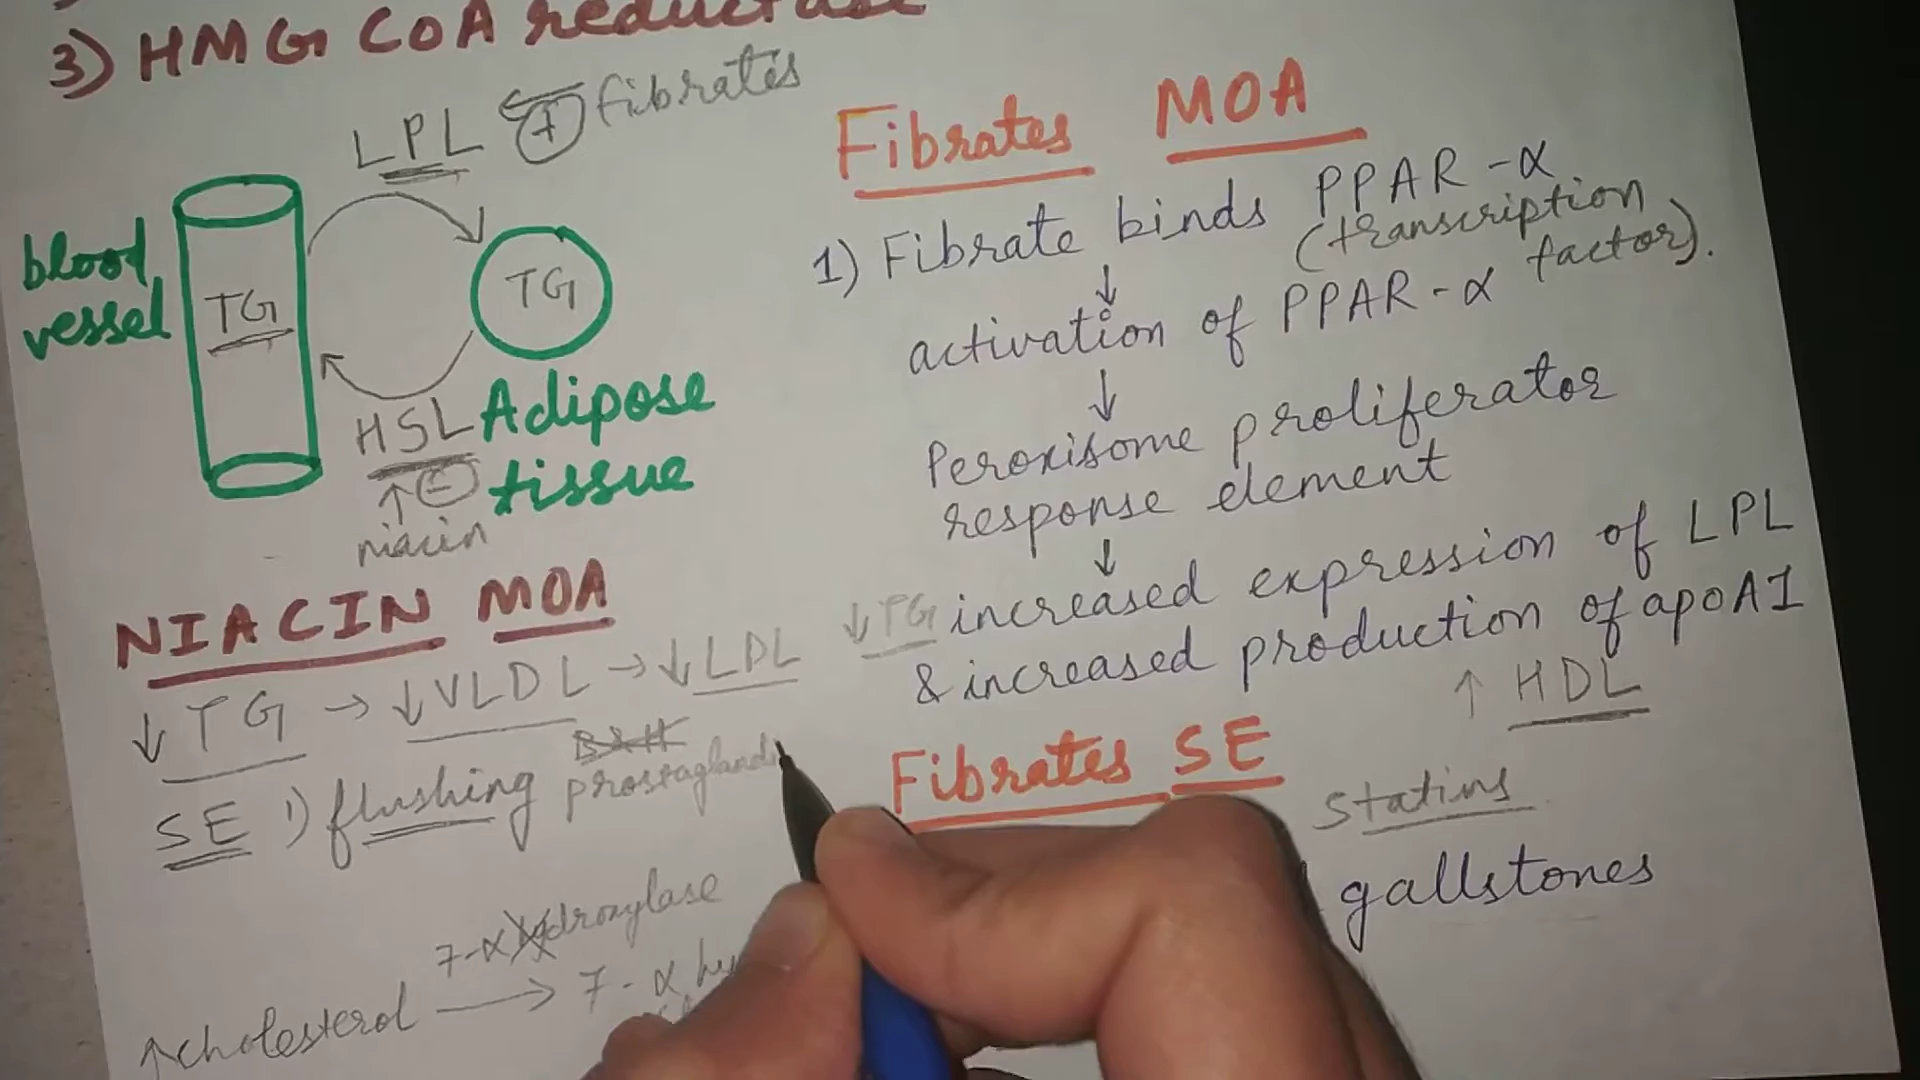 3) HMG COA reductase
LPL ← + fibrates
blood
vessel
TG
TG
HSL
Adipose
tissue
↑ -
niacin
NIACIN MOA
↓ TG → ↓ VLDL → ↓ LDL
SE 1) flushing
prostagland
7-α hydroxylase
↑ cholesterol → 7-α
Fibrates MOA
1) Fibrate binds PPAR-α
(transcription
factor).
↓
activation of PPAR-α
↓
Peroxisome proliferator
response element
↓
↓TG increased expression of LPL
& increased production of apoA1
↑ HDL
Fibrates SE
Statins
gallstones